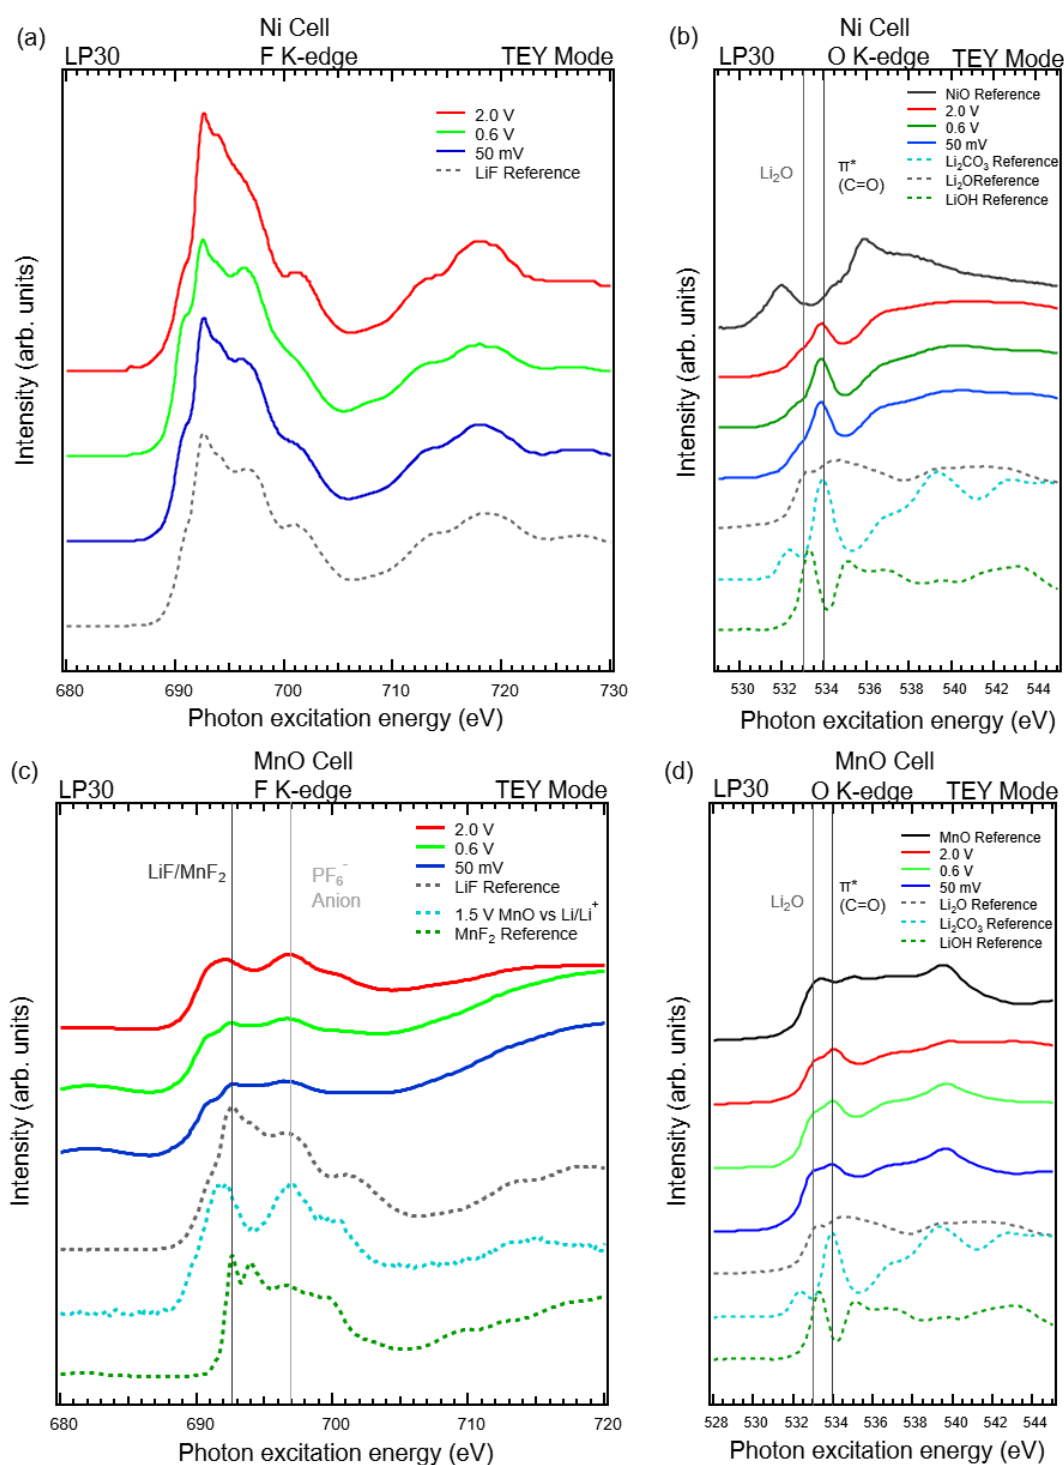 (a)
Ni Cell
LP30 F K-edge TEY Mode
2.0 V
0.6 V
50 mV
LiF Reference
Intensity (arb. units)
680 690 700 710 720 730
Photon excitation energy (eV)
(b)
Ni Cell
LP30 O K-edge TEY Mode
NiO Reference
2.0 V
0.6 V
50 mV
Li₂CO₃ Reference
Li₂OReference
LiOH Reference
Li₂O
π*
(C=O)
Intensity (arb. units)
530 532 534 536 538 540 542 544
Photon excitation energy (eV)
(c)
MnO Cell
LP30 F K-edge TEY Mode
2.0 V
0.6 V
50 mV
LiF Reference
1.5 V MnO vs Li/Li⁺
MnF₂ Reference
LiF/MnF₂
PF₆⁻
Anion
Intensity (arb. units)
680 690 700 710 720
Photon excitation energy (eV)
(d)
MnO Cell
LP30 O K-edge TEY Mode
MnO Reference
2.0 V
0.6 V
50 mV
Li₂O Reference
Li₂CO₃ Reference
LiOH Reference
Li₂O
π*
(C=O)
Intensity (arb. units)
528 530 532 534 536 538 540 542 544
Photon excitation energy (eV)